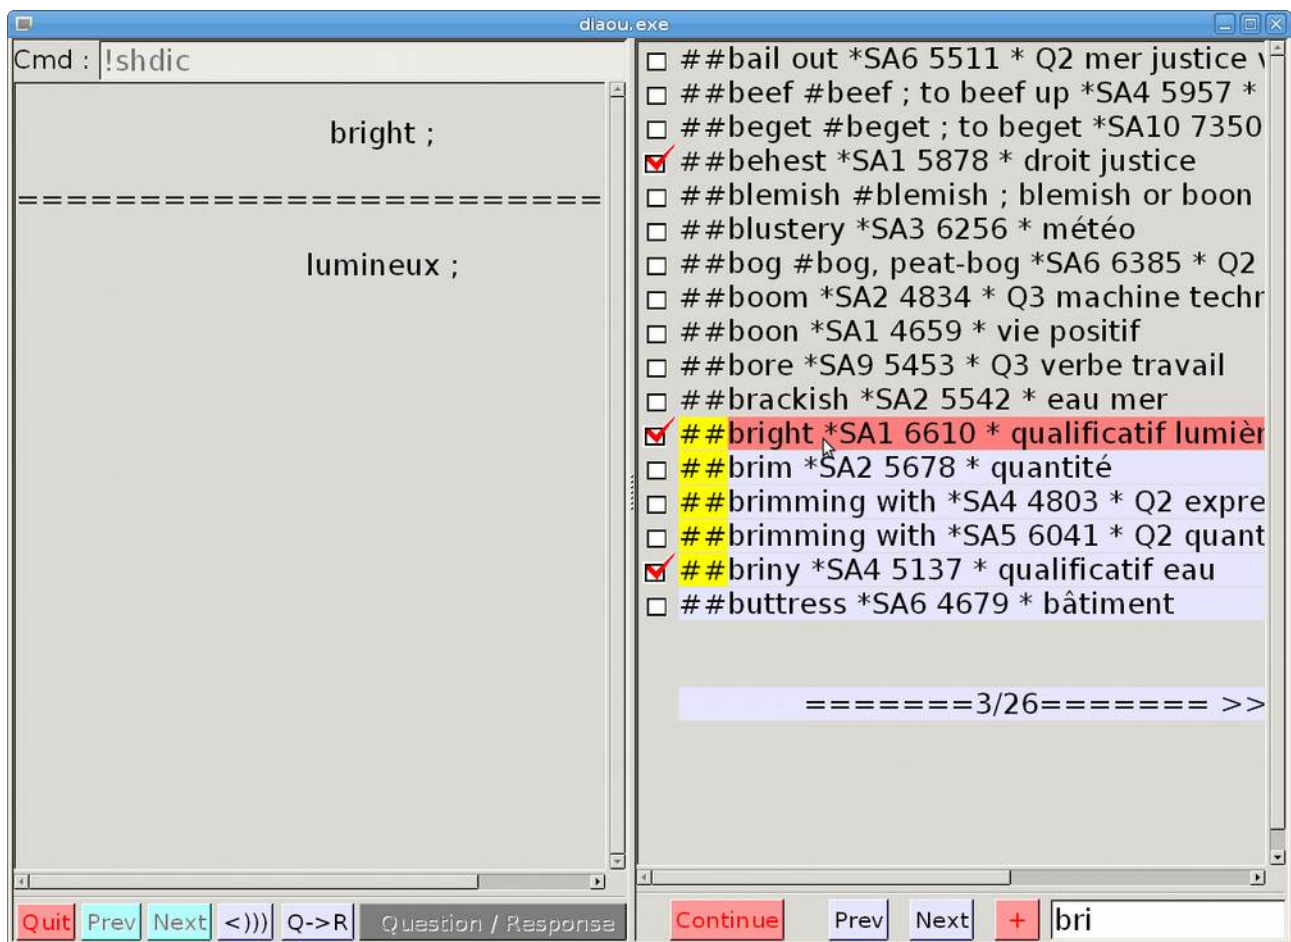 diaou.exe
Cmd : !shdic
bright ;
========================
lumineux ;
Quit Prev Next <))) Q->R Question / Response
##bail out *SA6 5511 * Q2 mer justice v
##beef #beef ; to beef up *SA4 5957 *
##beget #beget ; to beget *SA10 7350
##behest *SA1 5878 * droit justice
##blemish #blemish ; blemish or boon
##blustery *SA3 6256 * météo
##bog #bog, peat-bog *SA6 6385 * Q2
##boom *SA2 4834 * Q3 machine techn
##boon *SA1 4659 * vie positif
##bore *SA9 5453 * Q3 verbe travail
##brackish *SA2 5542 * eau mer
##bright *SA1 6610 * qualificatif lumièr
##brim *SA2 5678 * quantité
##brimming with *SA4 4803 * Q2 expre
##brimming with *SA5 6041 * Q2 quant
##briny *SA4 5137 * qualificatif eau
##buttress *SA6 4679 * bâtiment
=======3/26======= >>
Continue Prev Next + bri